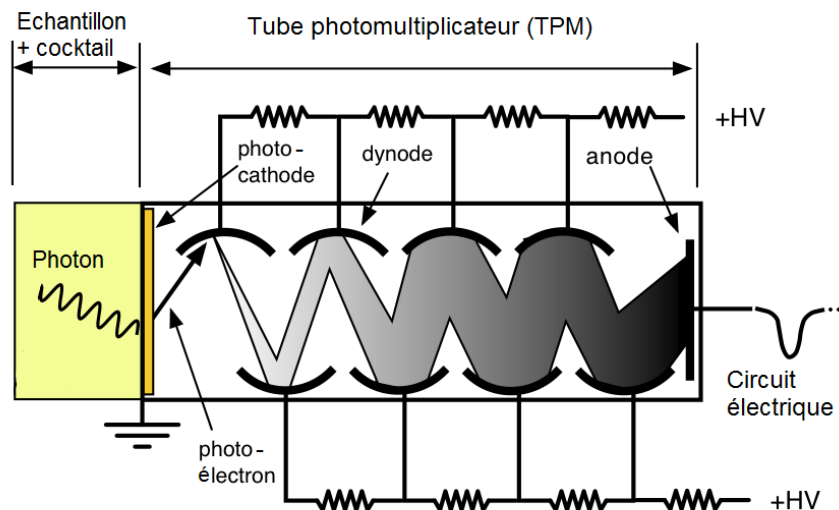 Echantillon
+ cocktail
Tube photomultiplicateur (TPM)
+HV
photo-
cathode
dynode
anode
Photon
photo-
électron
Circuit
électrique
+HV